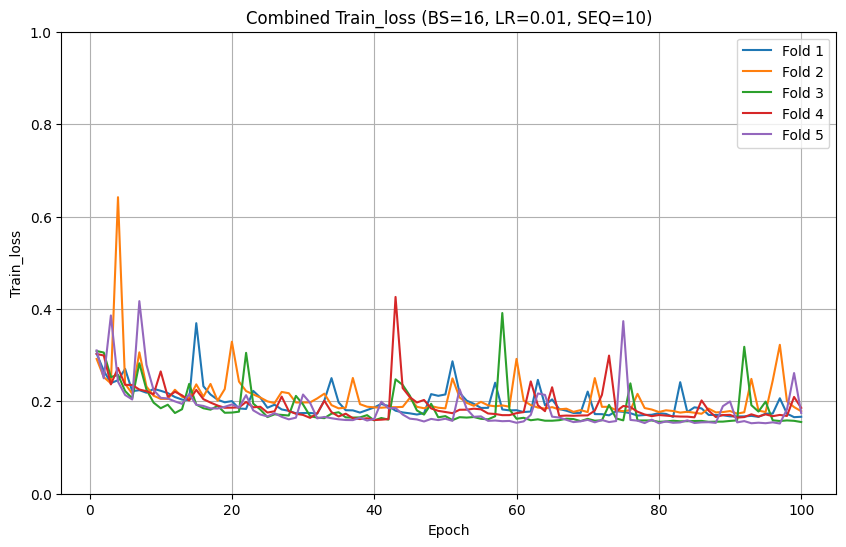 Combined Train_loss (BS=16, LR=0.01, SEQ=10)
Train_loss
1.0
0.8
0.6
0.4
0.2
0.0
Fold 1
Fold 2
Fold 3
Fold 4
Fold 5
0 20 40 60 80 100
Epoch